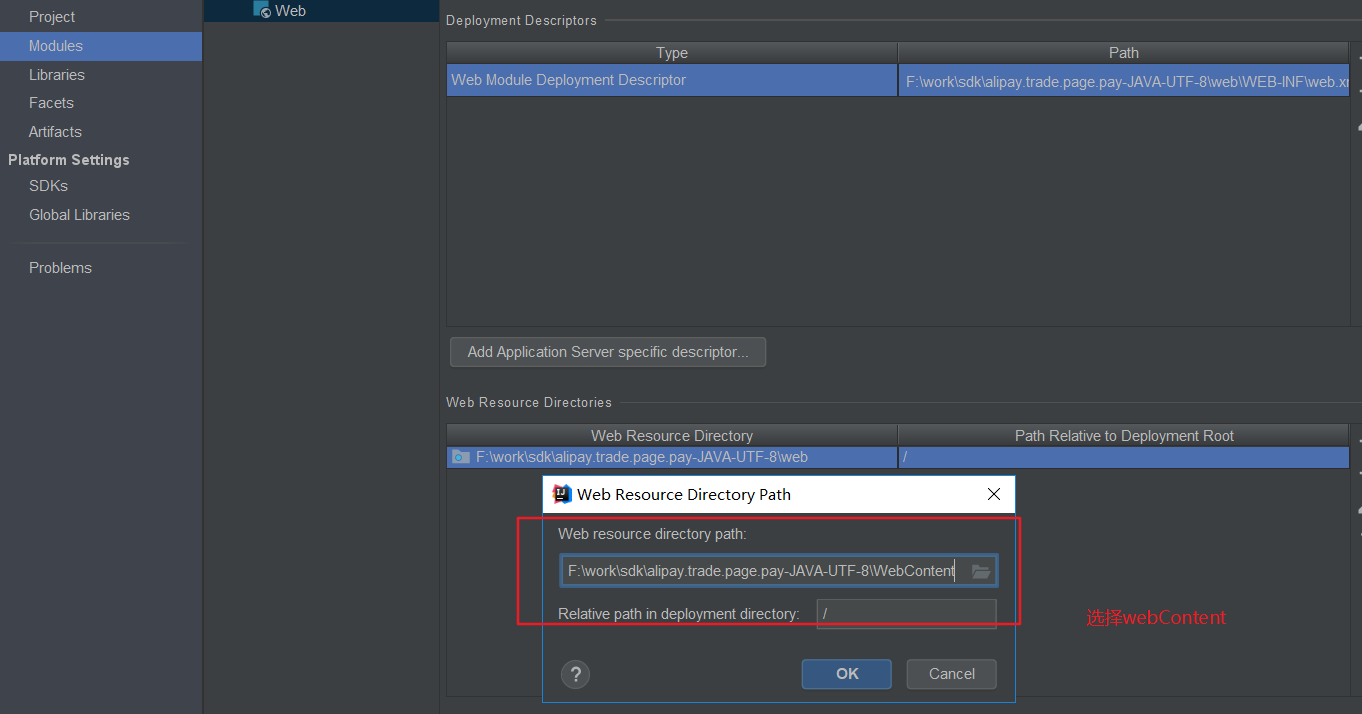 Project
Modules
Libraries
Facets
Artifacts
Platform Settings
SDKs
Global Libraries
Problems
Web
Deployment Descriptors
Type Path
Web Module Deployment Descriptor F:\work\sdk\alipay.trade.page.pay-JAVA-UTF-8\web\WEB-INF\web.x
Add Application Server specific descriptor...
Web Resource Directories
Web Resource Directory Path Relative to Deployment Root
F:\work\sdk\alipay.trade.page.pay-JAVA-UTF-8\web /
Web Resource Directory Path
Web resource directory path:
F:\work\sdk\alipay.trade.page.pay-JAVA-UTF-8\WebContent
Relative path in deployment directory: /
选择webContent
? OK Cancel